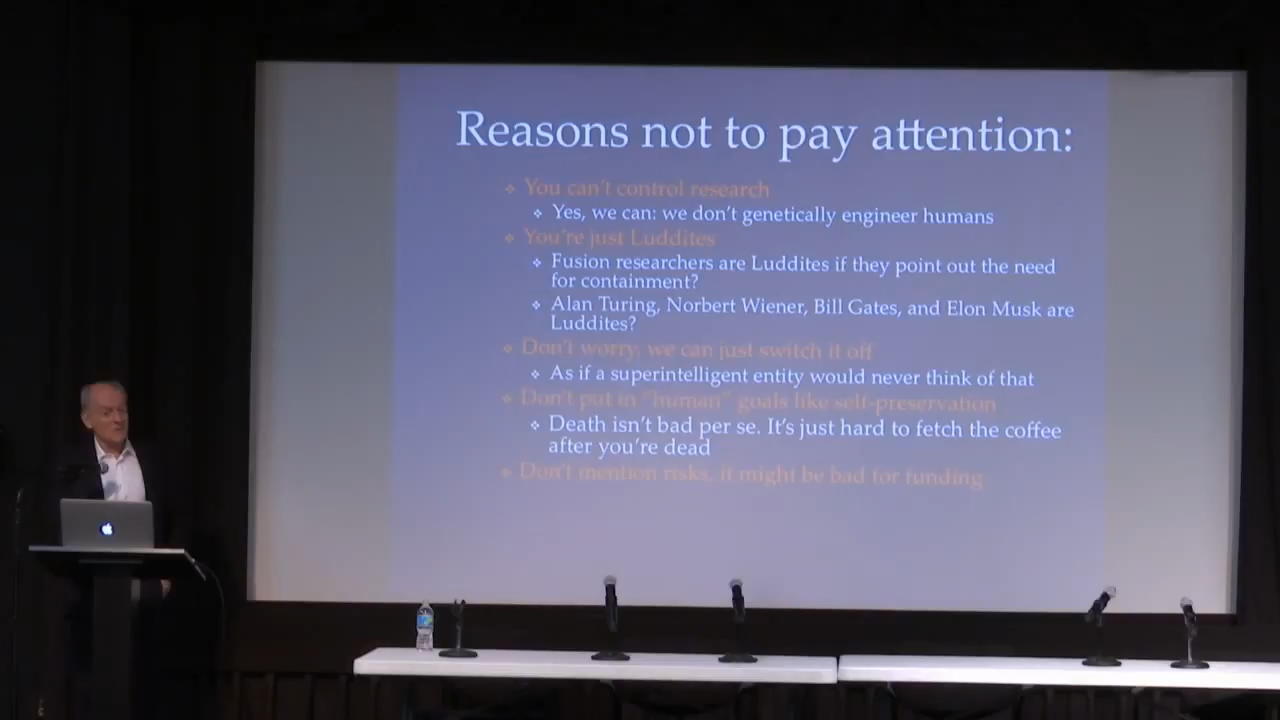 Reasons not to pay attention:
You can't control research
Yes, we can: we don't genetically engineer humans
You're just Luddites
Fusion researchers are Luddites if they point out the need
for containment?
Alan Turing, Norbert Wiener, Bill Gates, and Elon Musk are
Luddites?
Don't worry, we can just switch it off
As if a superintelligent entity would never think of that
Don't put in "human" goals like self-preservation
Death isn't bad per se. It's just hard to fetch the coffee
after you're dead
Don't mention risks, it might be bad for funding